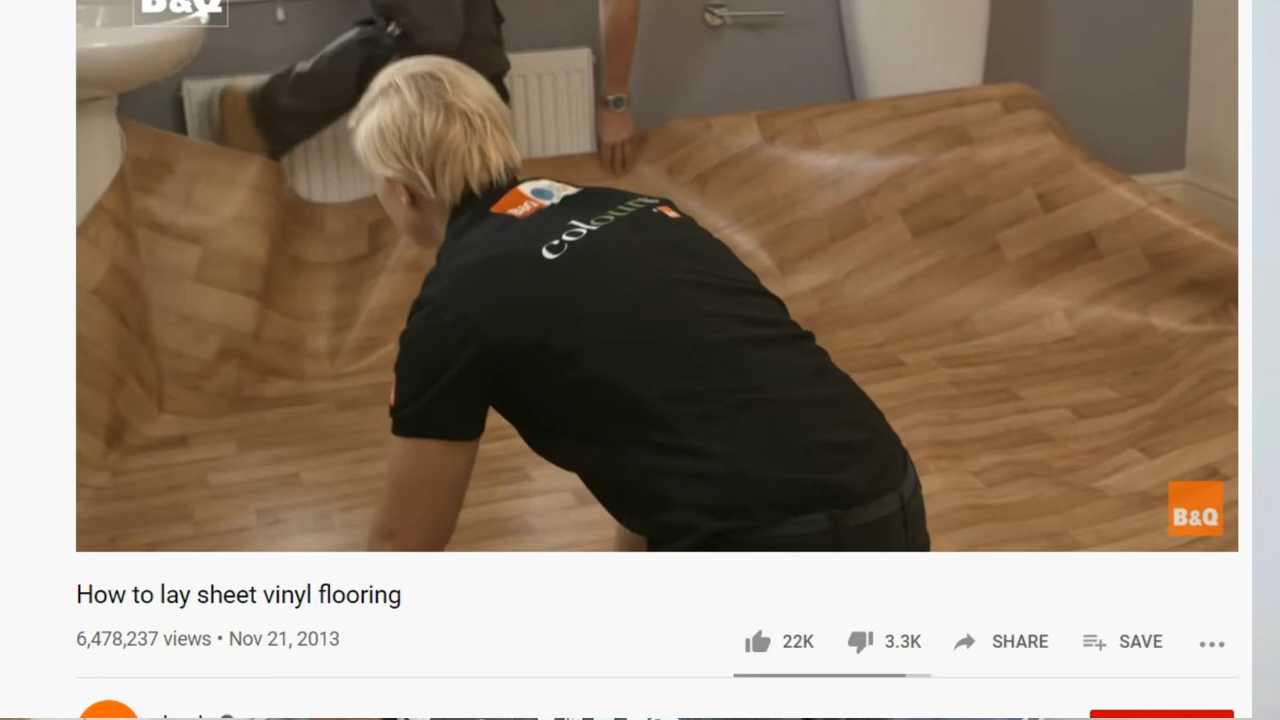 B&Q
B&Q
colours
B&Q
How to lay sheet vinyl flooring
6,478,237 views • Nov 21, 2013
22K 3.3K SHARE SAVE